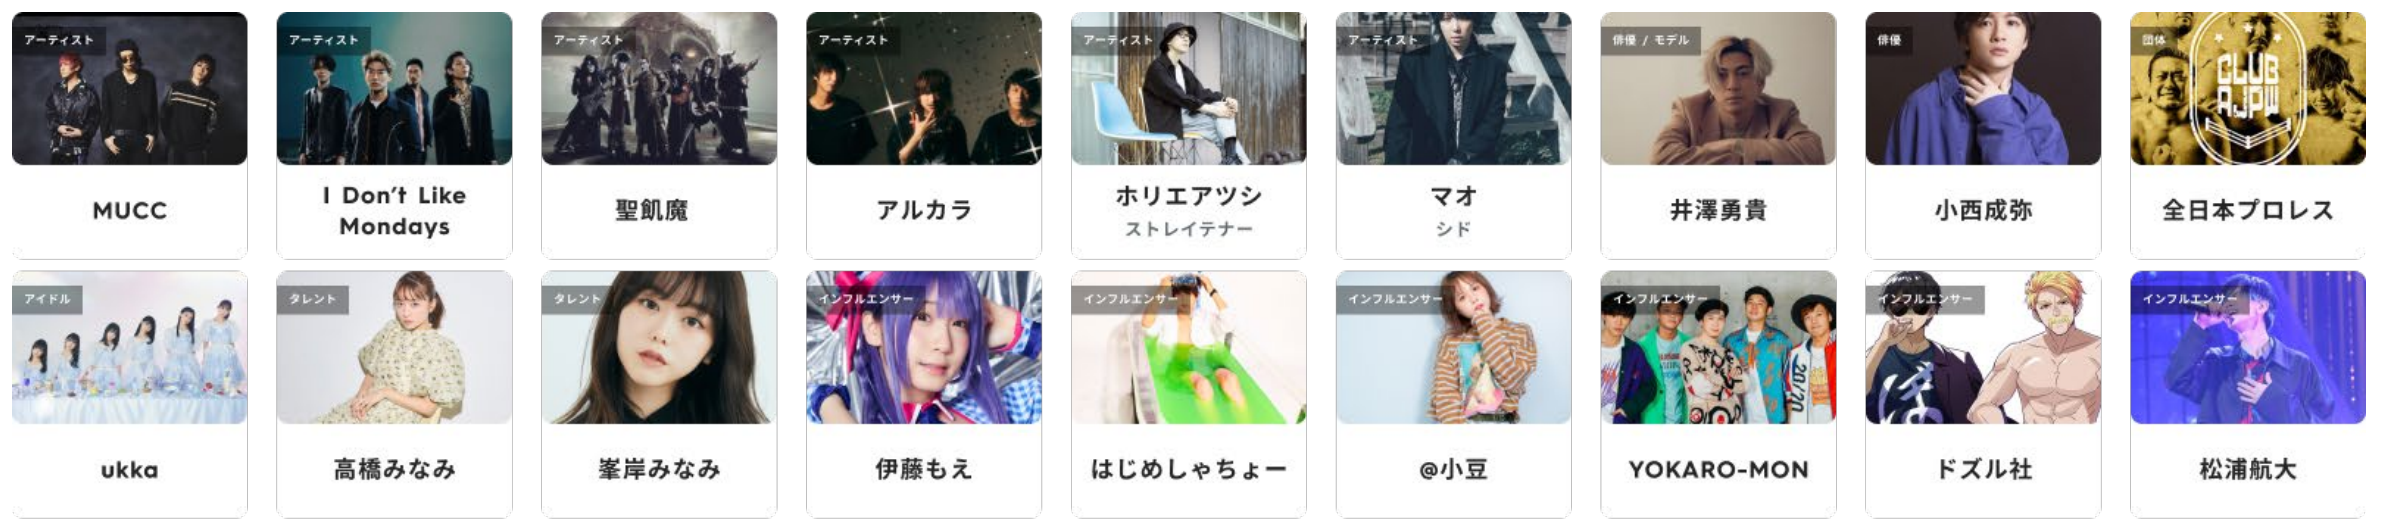 アーティスト
アーティスト
アーティスト
アーティスト
アーティスト
アーティスト
俳優 / モデル
俳優
団体
CLUB
AJPW
MUCC
I Don't Like
Mondays
聖飢魔
アルカラ
ホリエアツシ
ストレイテナー
マオ
シド
井澤勇貴
小西成弥
全日本プロレス
アイドル
タレント
タレント
インフルエンサー
インフルエンサー
インフルエンサー
インフルエンサー
インフルエンサー
インフルエンサー
20/20
ぼ
ukka
高橋みなみ
峯岸みなみ
伊藤もえ
はじめしゃちょー
@小豆
YOKARO-MON
ドズル社
松浦航大